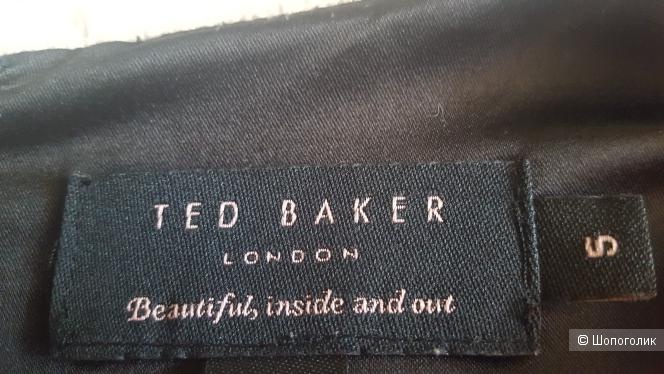 TED BAKER
LONDON
Beautiful, inside and out
5
© Шопоголик